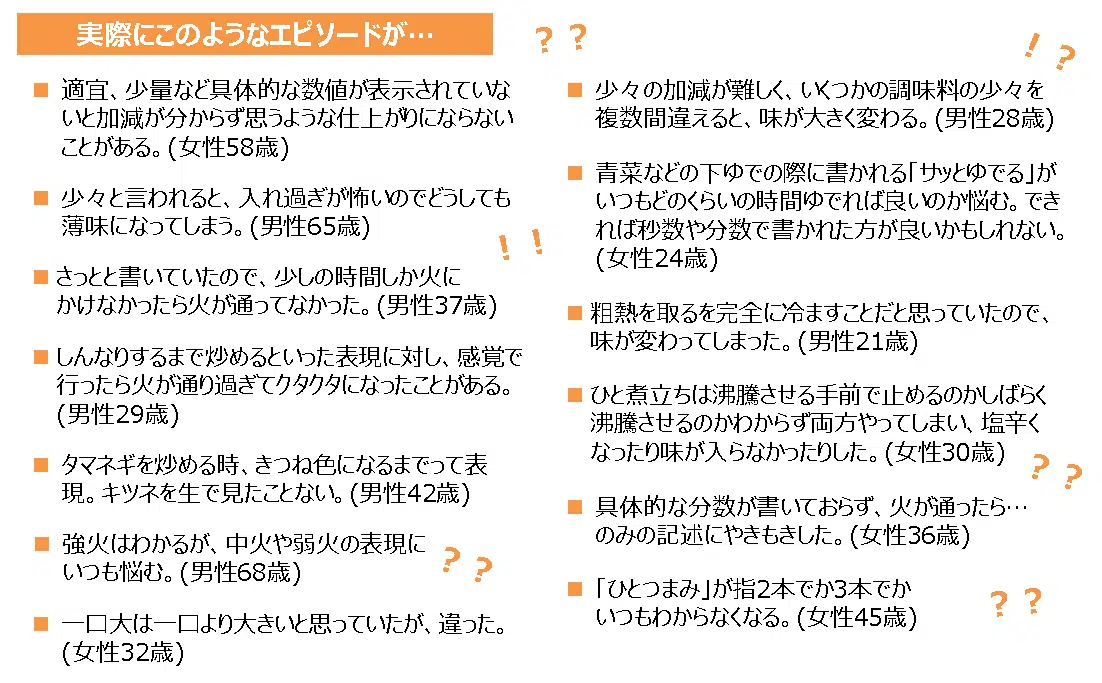 実際にこのようなエピソードが…
？？
！？
■ 適宜、少量など具体的な数値が表示されていな
いと加減が分からず思うような仕上がりにならない
ことがある。(女性58歳)
■ 少々と言われると、入れ過ぎが怖いのでどうしても
薄味になってしまう。(男性65歳)
！！
■ さっとと書いていたので、少しの時間しか火に
かけなかったら火が通ってなかった。(男性37歳)
■ しんなりするまで炒めるといった表現に対し、感覚で
行ったら火が通り過ぎてクタクタになったことがある。
(男性29歳)
■ タマネギを炒める時、きつね色になるまでって表
現。キツネを生で見たことない。(男性42歳)
■ 強火はわかるが、中火や弱火の表現に
いつも悩む。(男性68歳)
？？
■ 一口大は一口より大きいと思っていたが、違った。
(女性32歳)
■ 少々の加減が難しく、いくつかの調味料の少々を
複数間違えると、味が大きく変わる。(男性28歳)
■ 青菜などの下ゆでの際に書かれる「サッとゆでる」が
いつもどのくらいの時間ゆでれば良いのか悩む。でき
れば秒数や分数で書かれた方が良いかもしれない。
(女性24歳)
■ 粗熱を取るを完全に冷ますことだと思っていたので、
味が変わってしまった。(男性21歳)
■ ひと煮立ちは沸騰させる手前で止めるのかしばらく
沸騰させるのかわからず両方やってしまい、塩辛く
なったり味が入らなかったりした。(女性30歳)
？？
■ 具体的な分数が書いておらず、火が通ったら…
のみの記述にやきもきした。(女性36歳)
■ 「ひとつまみ」が指2本でか3本でか
いつもわからなくなる。(女性45歳)
？？